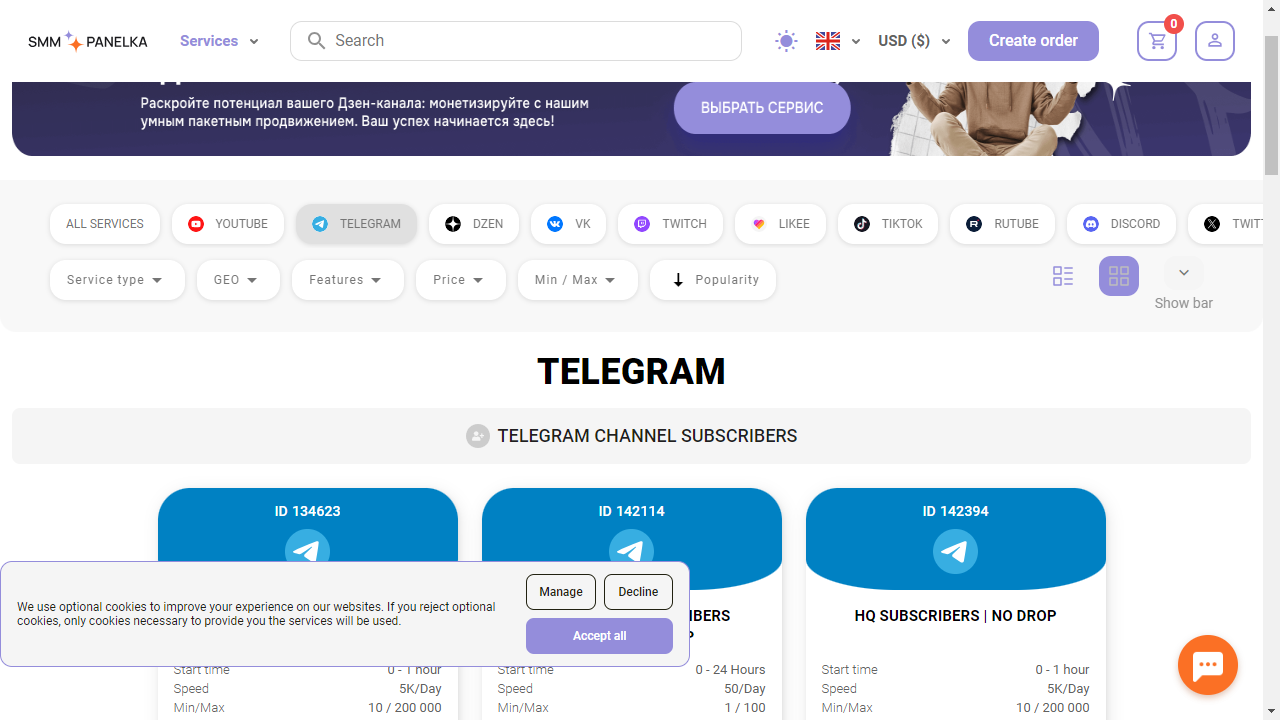 SMM PANELKA
Services
Search
USD ($)
Create order
0
Раскройте потенциал вашего Дзен-канала: монетизируйте с нашим
умным пакетным продвижением. Ваш успех начинается здесь!
ВЫБРАТЬ СЕРВИС
ALL SERVICES
YOUTUBE
TELEGRAM
DZEN
VK
TWITCH
LIKEE
TIKTOK
RUTUBE
DISCORD
TWIT
Service type
GEO
Features
Price
Min / Max
Popularity
Show bar
TELEGRAM
TELEGRAM CHANNEL SUBSCRIBERS
ID 134623
ID 142114
ID 142394
HQ SUBSCRIBERS | NO DROP
We use optional cookies to improve your experience on our websites. If you reject optional
cookies, only cookies necessary to provide you the services will be used.
Manage
Decline
Accept all
Start time 0 - 1 hour
Speed 5K/Day
Min/Max 10 / 200 000
Start time 0 - 24 Hours
Speed 50/Day
Min/Max 1 / 100
Start time 0 - 1 hour
Speed 5K/Day
Min/Max 10 / 200 000